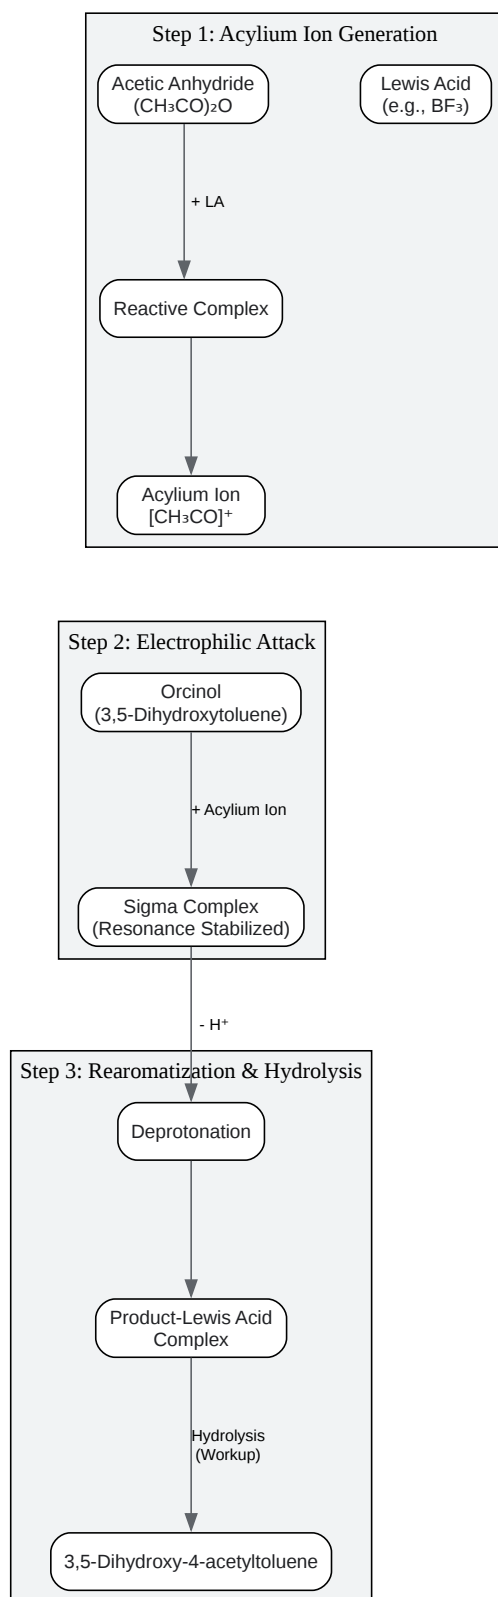 Step 1: Acylium Ion Generation
Acetic Anhydride
(CH₃CO)₂O
Lewis Acid
(e.g., BF₃)
+ LA
Reactive Complex
Acylium Ion
[CH₃CO]⁺
Step 2: Electrophilic Attack
Orcinol
(3,5-Dihydroxytoluene)
+ Acylium Ion
Sigma Complex
(Resonance Stabilized)
- H⁺
Step 3: Rearomatization & Hydrolysis
Deprotonation
Product-Lewis Acid
Complex
Hydrolysis
(Workup)
3,5-Dihydroxy-4-acetyltoluene